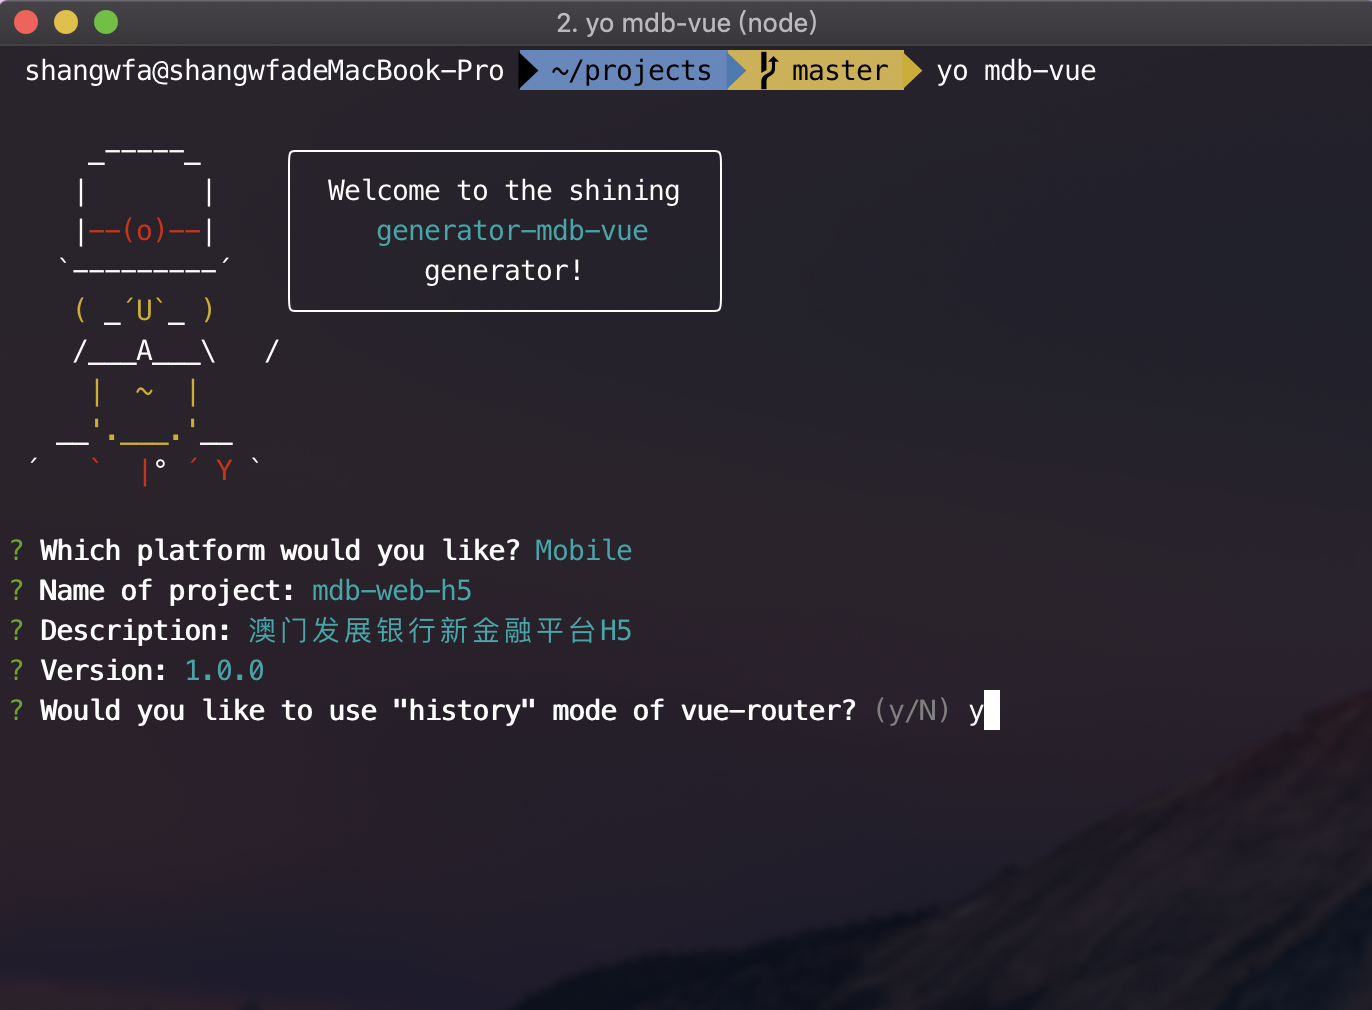 2. yo mdb-vue (node)
shangwfa@shangwfadeMacBook-Pro ~/projects master yo mdb-vue
_-----_
|       |
|--(o)--|
`---------´
( _´U`_ )
/___A___\   /
|  ~  |
__'.___.'__
´   `  |° ´ Y `
Welcome to the shining
generator-mdb-vue
generator!
? Which platform would you like? Mobile
? Name of project: mdb-web-h5
? Description: 澳门发展银行新金融平台H5
? Version: 1.0.0
? Would you like to use "history" mode of vue-router? (y/N) y